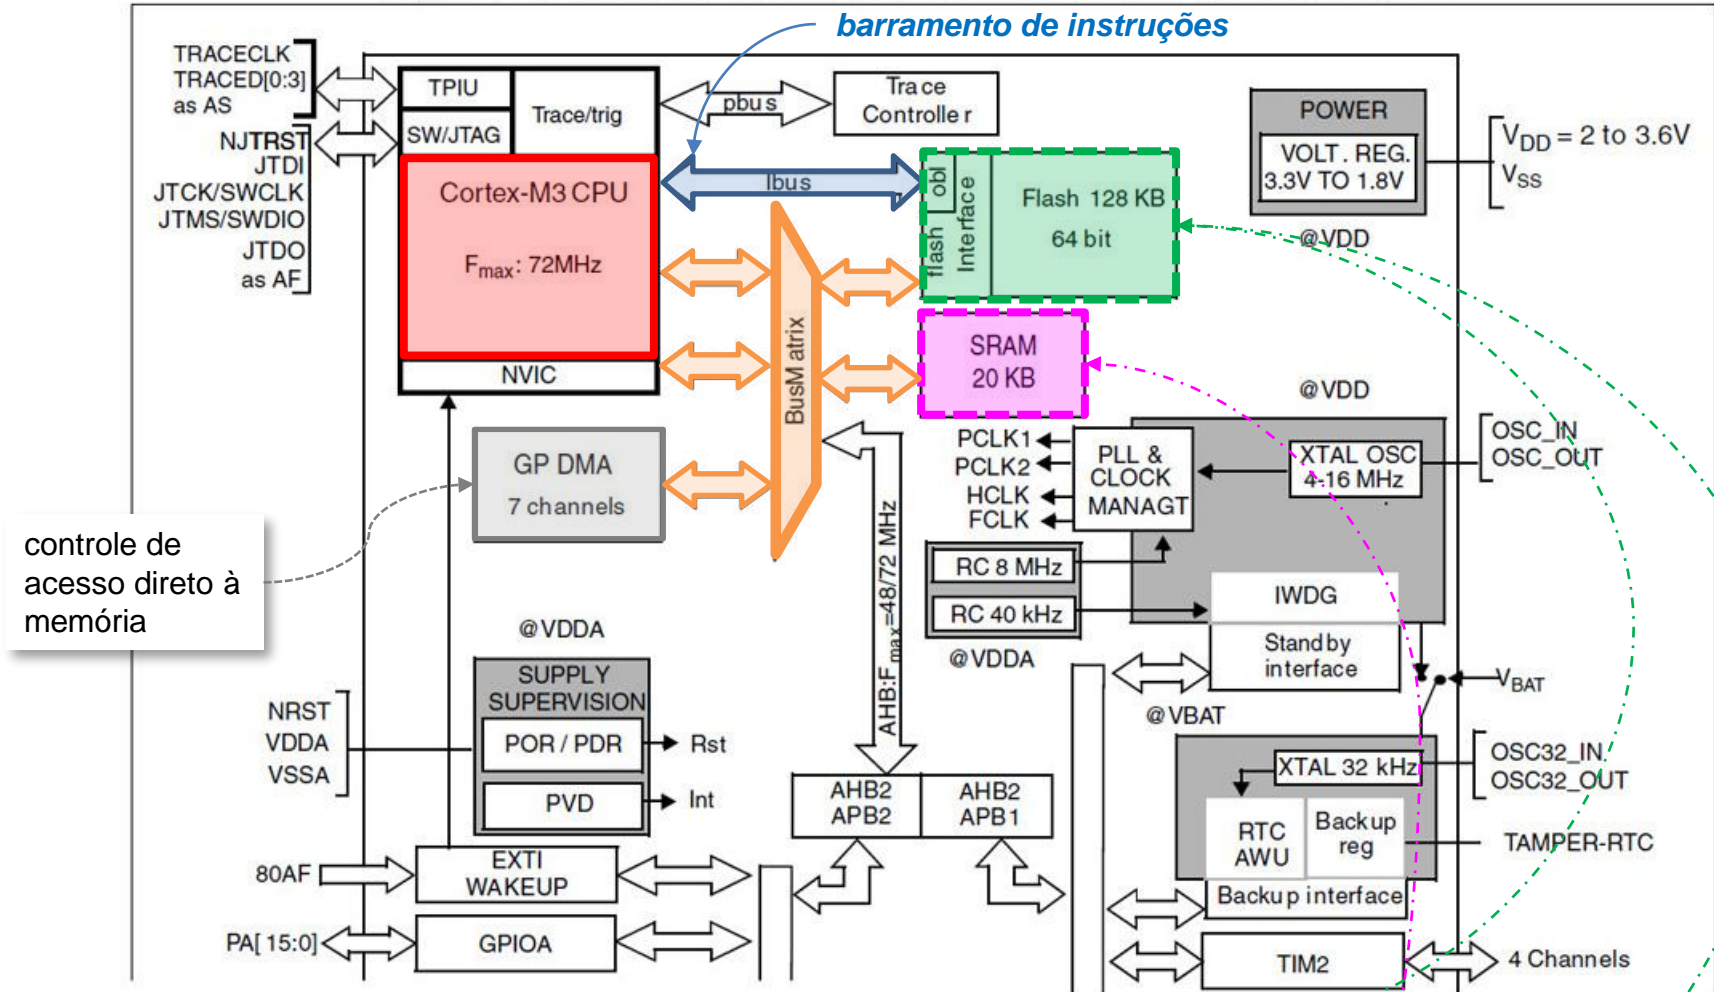 barramento de instruções
TRACECLK
TRACED[0:3]
as AS
NJTRST
JTDI
JTCK/SWCLK
JTMS/SWDIO
JTDO
as AF
TPIU
SW/JTAG
Trace/trig
pbus
Trace
Controller
Cortex-M3 CPU
Fmax: 72MHz
NVIC
Ibus
BusMatrix
obl
flash
Interface
Flash 128 KB
64 bit
SRAM
20 KB
POWER
VOLT. REG.
3.3V TO 1.8V
VDD = 2 to 3.6V
VSS
@VDD
@VDD
GP DMA
7 channels
controle de
acesso direto à
memória
PCLK1
PCLK2
HCLK
FCLK
PLL &
CLOCK
MANAGT
XTAL OSC
4-16 MHz
OSC_IN
OSC_OUT
RC 8 MHz
RC 40 kHz
@VDDA
IWDG
Standby
interface
VBAT
@VBAT
AHB:Fmax=48/72 MHz
@VDDA
SUPPLY
SUPERVISION
NRST
VDDA
VSSA
POR / PDR
Rst
PVD
Int
AHB2
APB2
AHB2
APB1
XTAL 32 kHz
OSC32_IN
OSC32_OUT
RTC
AWU
Backup
reg
TAMPER-RTC
Backup interface
80AF
EXTI
WAKEUP
PA[15:0]
GPIOA
TIM2
4 Channels